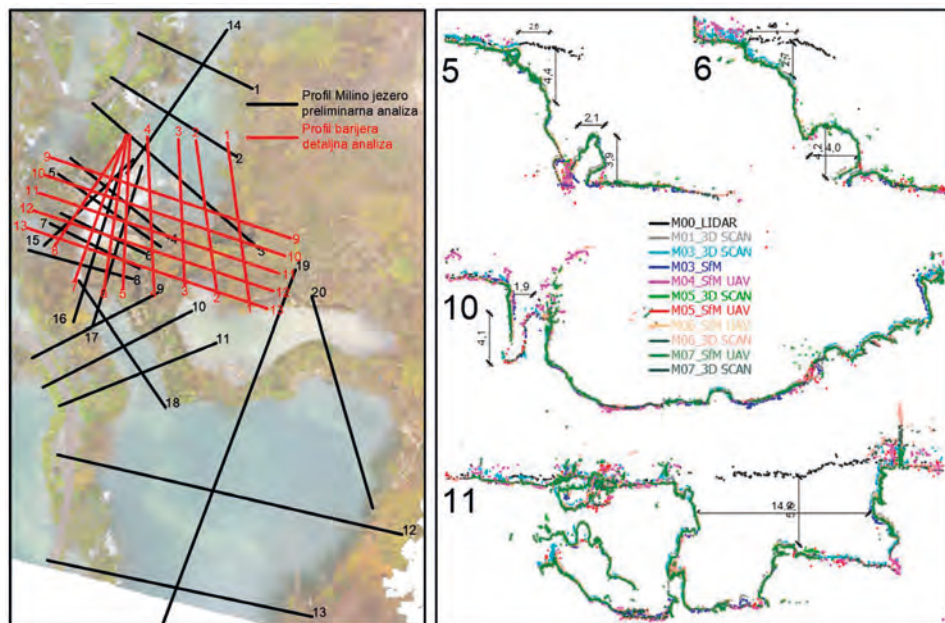 14
1
Profil Milino jezero
preliminarna analiza
Profil barijera
detaljna analiza
4 3 2 1
2
9
5
10
11
12
7
13
15
4
6
8
3
9
10
11
12
13
19
20
5 3 2 1
9
16
17
10
11
18
12
13
5
4,4
2,1
3,9
6
4,0
M00_LIDAR
M01_3D SCAN
M03_3D SCAN
M03_SfM
M04_SfM UAV
M05_3D SCAN
M05_SfM UAV
M06_SfM UAV
M06_3D SCAN
M07_SfM UAV
M07_3D SCAN
10
1,9
4,1
11